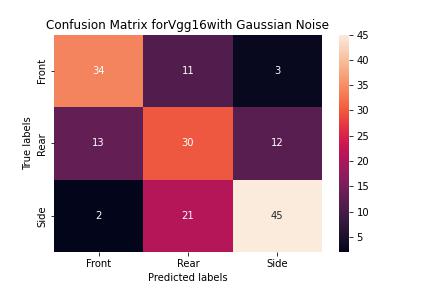 Confusion Matrix forVgg16with Gaussian Noise
True labels
Front
Rear
Side
34 11 3
13 30 12
2 21 45
Front Rear Side
Predicted labels
45
40
35
30
25
20
15
10
5